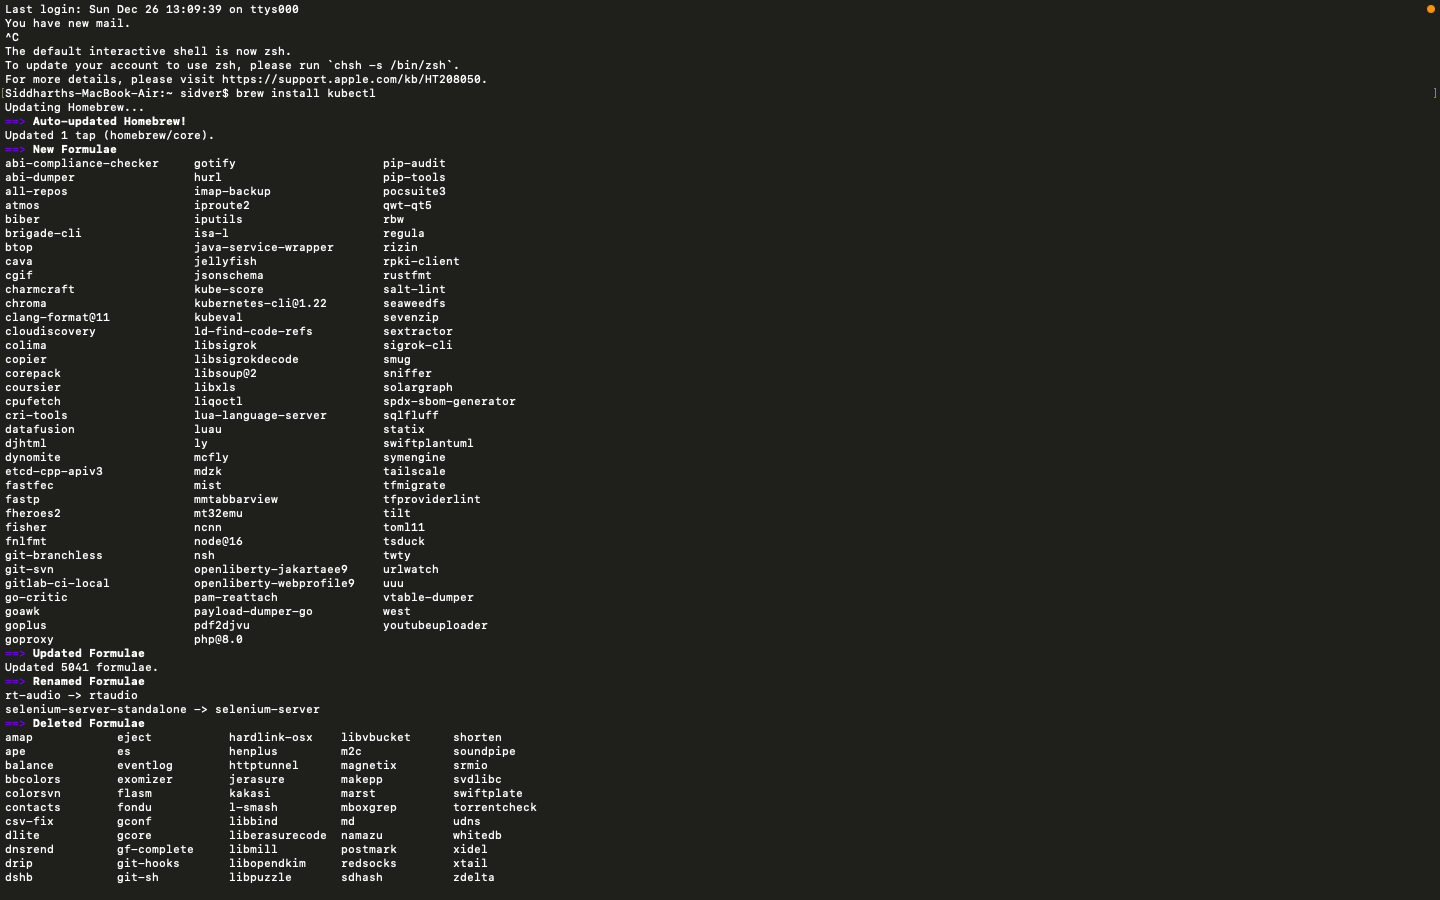 Last login: Sun Dec 26 13:09:39 on ttys000
You have new mail.
^C
The default interactive shell is now zsh.
To update your account to use zsh, please run `chsh -s /bin/zsh`.
For more details, please visit https://support.apple.com/kb/HT208050.
[Siddharths-MacBook-Air:~ sidver$ brew install kubectl ]
Updating Homebrew...
==> Auto-updated Homebrew!
Updated 1 tap (homebrew/core).
==> New Formulae
abi-compliance-checker gotify pip-audit
abi-dumper hurl pip-tools
all-repos imap-backup pocsuite3
atmos iproute2 qwt-qt5
biber iputils rbw
brigade-cli isa-l regula
btop java-service-wrapper rizin
cava jellyfish rpki-client
cgif jsonschema rustfmt
charmcraft kube-score salt-lint
chroma kubernetes-cli@1.22 seaweedfs
clang-format@11 kubeval sevenzip
cloudiscovery ld-find-code-refs sextractor
colima libsigrok sigrok-cli
copier libsigrokdecode smug
corepack libsoup@2 sniffer
coursier libxls solargraph
cpufetch liqoctl spdx-sbom-generator
cri-tools lua-language-server sqlfluff
datafusion luau statix
djhtml ly swiftplantuml
dynomite mcfly symengine
etcd-cpp-apiv3 mdzk tailscale
fastfec mist tfmigrate
fastp mmtabbarview tfproviderlint
fheroes2 mt32emu tilt
fisher ncnn toml11
fnlfmt node@16 tsduck
git-branchless nsh twty
git-svn openliberty-jakartaee9 urlwatch
gitlab-ci-local openliberty-webprofile9 uuu
go-critic pam-reattach vtable-dumper
goawk payload-dumper-go west
goplus pdf2djvu youtubeuploader
goproxy php@8.0
==> Updated Formulae
Updated 5041 formulae.
==> Renamed Formulae
rt-audio -> rtaudio
selenium-server-standalone -> selenium-server
==> Deleted Formulae
amap eject hardlink-osx libvbucket shorten
ape es henplus m2c soundpipe
balance eventlog httptunnel magnetix srmio
bbcolors exomizer jerasure makepp svdlibc
colorsvn flasm kakasi marst swiftplate
contacts fondu l-smash mboxgrep torrentcheck
csv-fix gconf libbind md udns
dlite gcore liberasurecode namazu whitedb
dnsrend gf-complete libmill postmark xidel
drip git-hooks libopendkim redsocks xtail
dshb git-sh libpuzzle sdhash zdelta